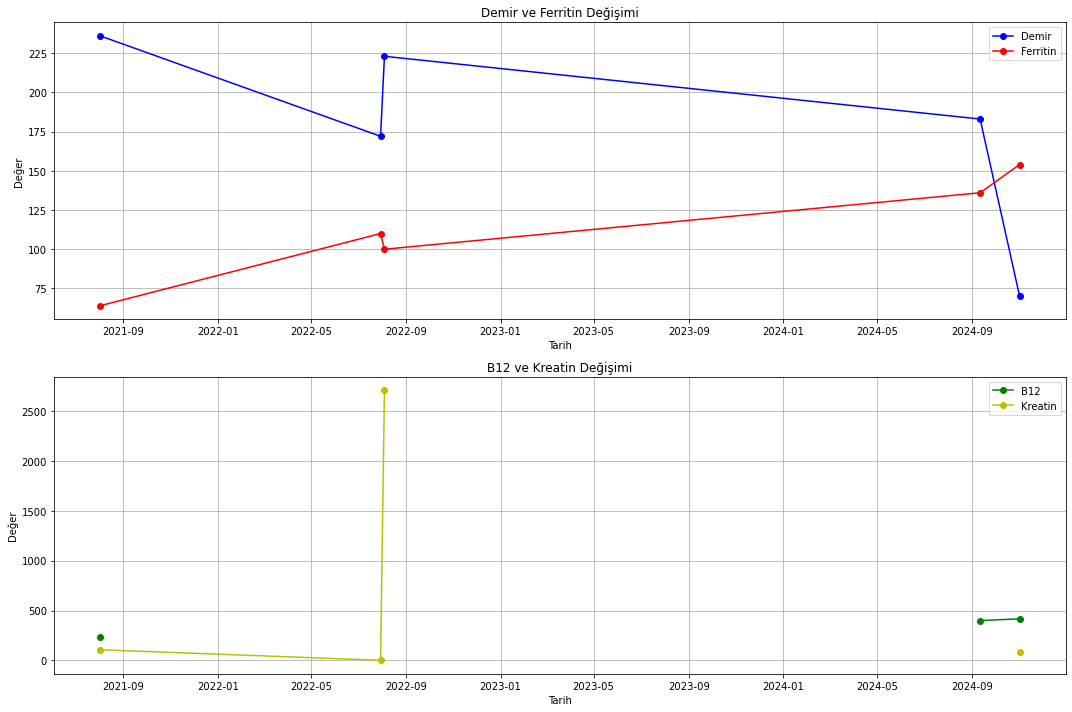 Demir ve Ferritin Değişimi
Demir
Ferritin
225
200
175
150
125
100
75
Değer
2021-09 2022-01 2022-05 2022-09 2023-01 2023-05 2023-09 2024-01 2024-05 2024-09
Tarih
B12 ve Kreatin Değişimi
B12
Kreatin
2500
2000
1500
1000
500
0
Değer
2021-09 2022-01 2022-05 2022-09 2023-01 2023-05 2023-09 2024-01 2024-05 2024-09
Tarih